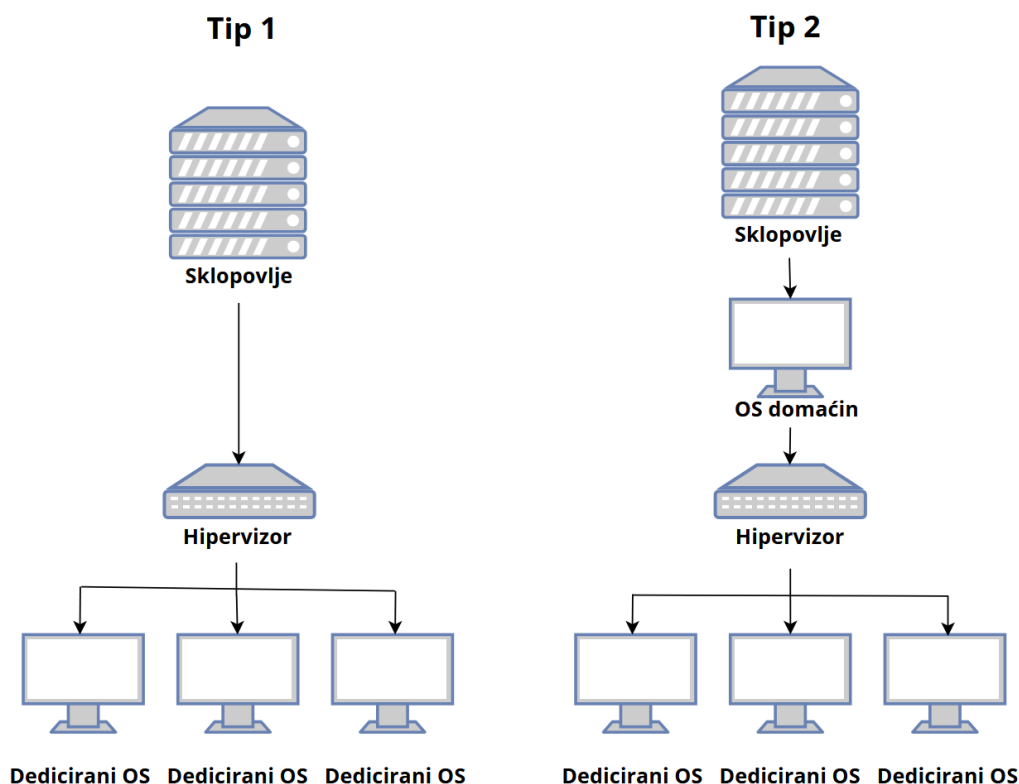 Tip 1
Sklopovlje
Hipervizor
Dedicirani OS Dedicirani OS Dedicirani OS
Tip 2
Sklopovlje
OS domaćin
Hipervizor
Dedicirani OS Dedicirani OS Dedicirani OS